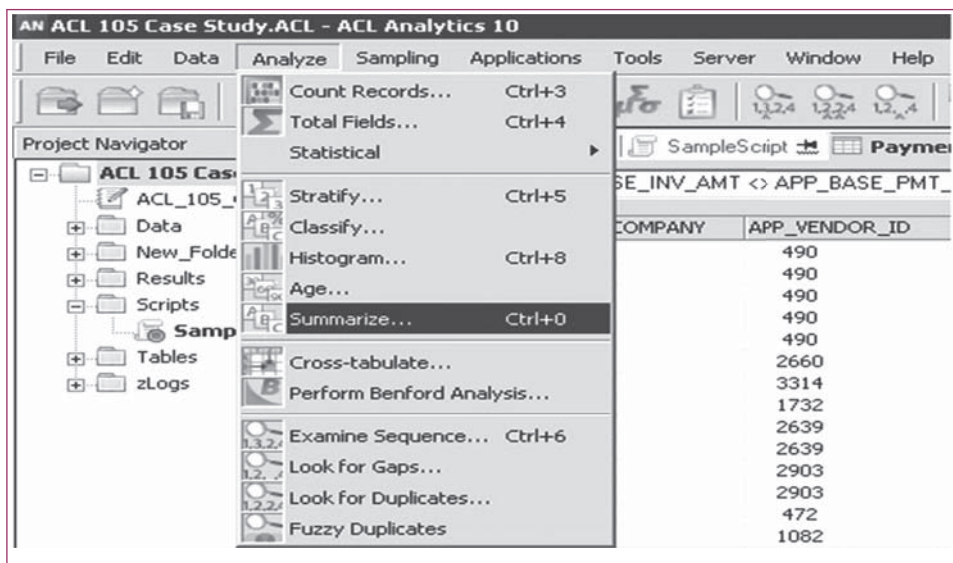 AN ACL 105 Case Study.ACL - ACL Analytics 10
File Edit Data Analyze Sampling Applications Tools Server Window Help
Project Navigator
ACL 105 Cas
ACL_105_
Data
New_Folde
Results
Scripts
Samp
Tables
zLogs
Count Records... Ctrl+3
Total Fields... Ctrl+4
Statistical
Stratify... Ctrl+5
Classify...
Histogram... Ctrl+8
Age...
Summarize... Ctrl+0
Cross-tabulate...
Perform Benford Analysis...
Examine Sequence... Ctrl+6
Look for Gaps...
Look for Duplicates...
Fuzzy Duplicates
SampleScript Payme
SE_INV_AMT <> APP_BASE_PMT_
COMPANY APP_VENDOR_ID
490
490
490
490
490
2660
3314
1732
2639
2639
2903
2903
472
1082